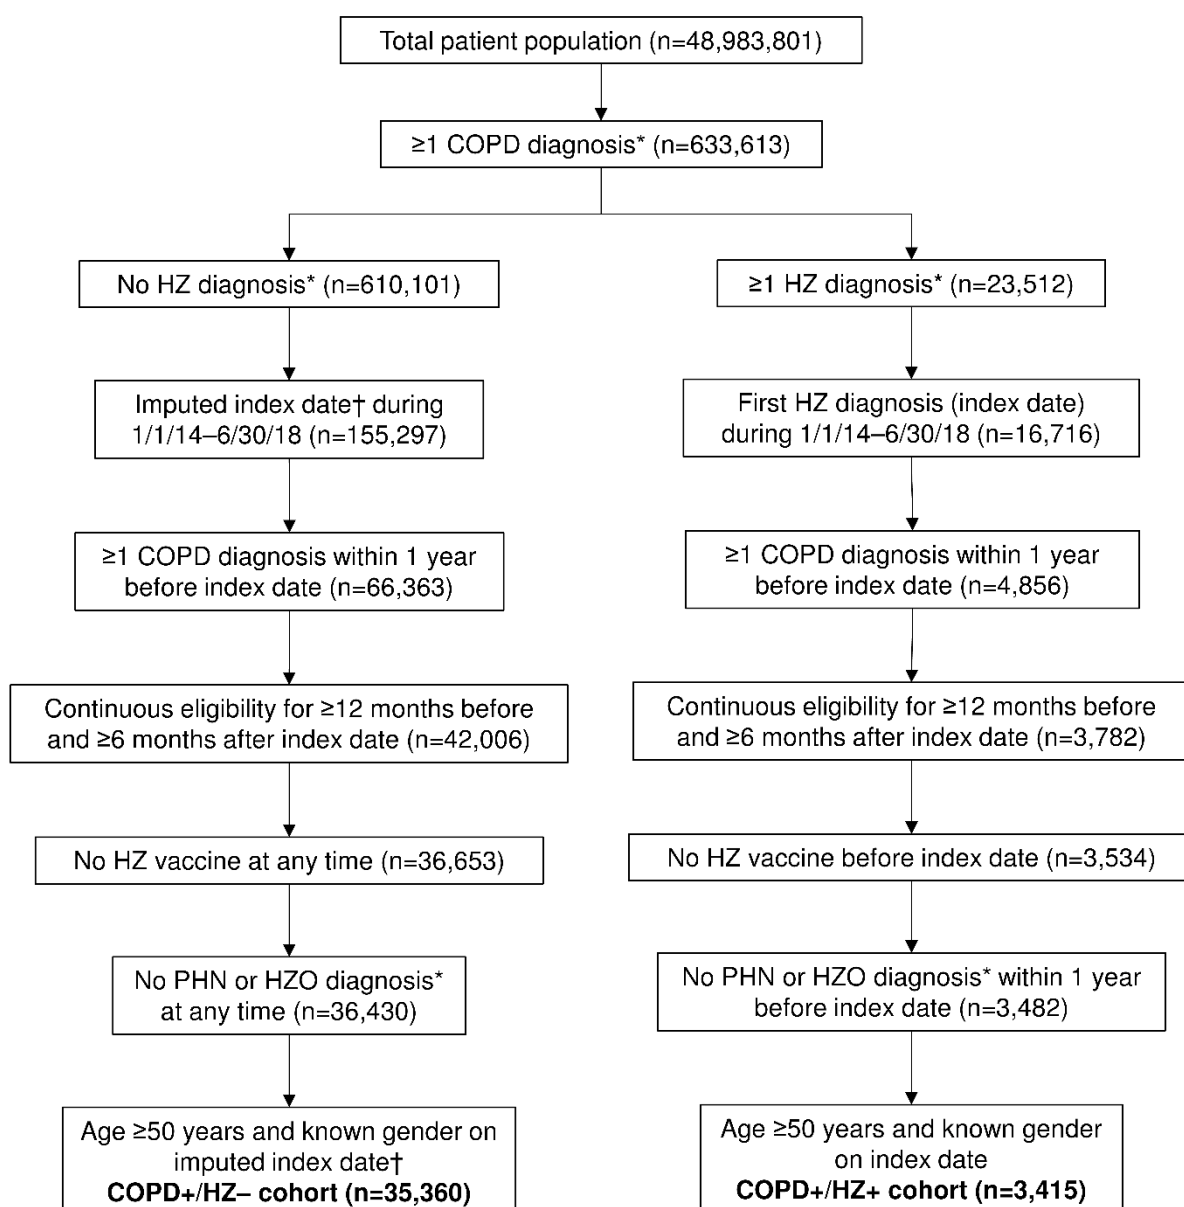 Total patient population (n=48,983,801)
≥1 COPD diagnosis* (n=633,613)
No HZ diagnosis* (n=610,101)
≥1 HZ diagnosis* (n=23,512)
Imputed index date† during
1/1/14–6/30/18 (n=155,297)
First HZ diagnosis (index date)
during 1/1/14–6/30/18 (n=16,716)
≥1 COPD diagnosis within 1 year
before index date (n=66,363)
≥1 COPD diagnosis within 1 year
before index date (n=4,856)
Continuous eligibility for ≥12 months before
and ≥6 months after index date (n=42,006)
Continuous eligibility for ≥12 months before
and ≥6 months after index date (n=3,782)
No HZ vaccine at any time (n=36,653)
No HZ vaccine before index date (n=3,534)
No PHN or HZO diagnosis*
at any time (n=36,430)
No PHN or HZO diagnosis* within 1 year
before index date (n=3,482)
Age ≥50 years and known gender on
imputed index date†
COPD+/HZ– cohort (n=35,360)
Age ≥50 years and known gender
on index date
COPD+/HZ+ cohort (n=3,415)